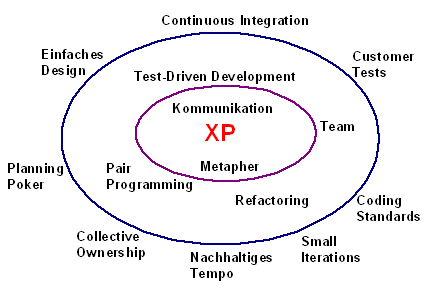 Continuous Integration
Einfaches
Design
Customer
Tests
Test-Driven Development
Kommunikation
Team
XP
Metapher
Planning
Poker
Pair
Programming
Refactoring
Coding
Standards
Collective
Ownership
Small
Iterations
Nachhaltiges
Tempo